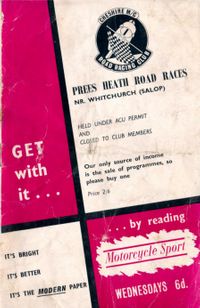 CHESHIRE M/C
ROAD RACING CLUB
PREES HEATH ROAD RACES
NR. WHITCHURCH (SALOP)
HELD UNDER ACU PERMIT
AND
CLOSED TO CLUB MEMBERS
Our only source of income
is the sale of programmes, so
please buy one
Price 2/6
GET
with
it . . .
. . . by reading
Motorcycle Sport
WEDNESDAYS 6d.
IT'S BRIGHT
IT'S BETTER
IT'S THE MODERN PAPER